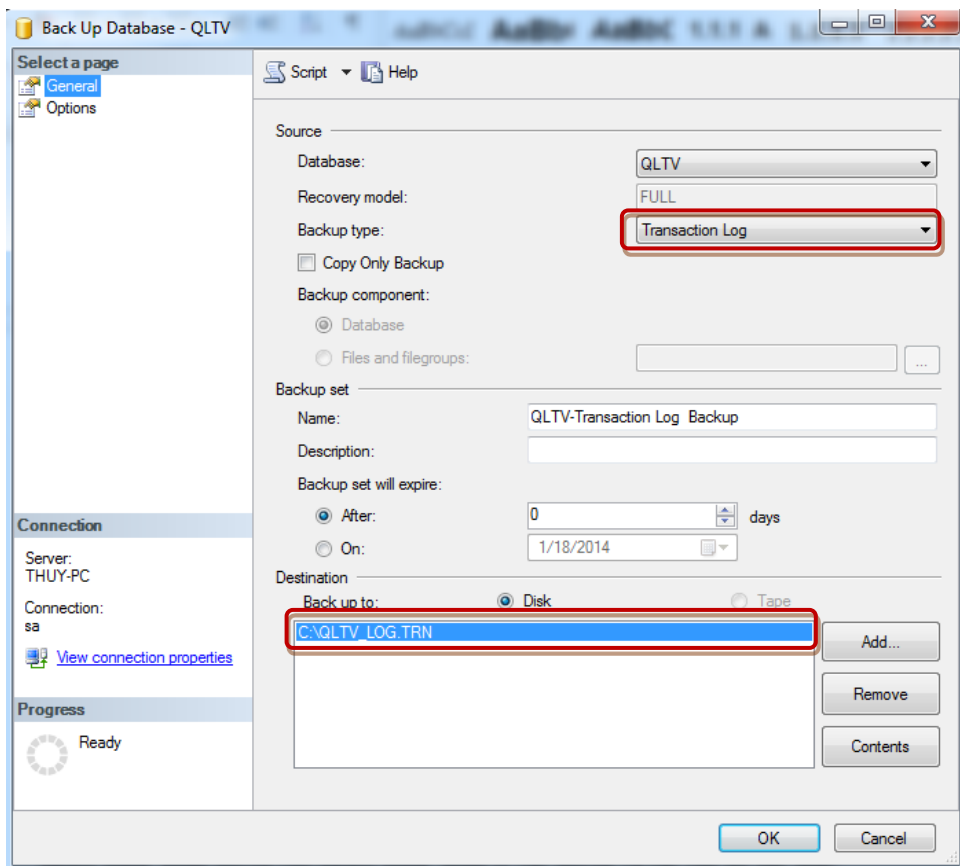 Back Up Database - QLTV
Select a page
General
Options
Script Help
Source
Database: QLTV
Recovery model: FULL
Backup type: Transaction Log
Copy Only Backup
Backup component:
Database
Files and filegroups: ...
Backup set
Name: QLTV-Transaction Log Backup
Description:
Backup set will expire:
After: 0 days
On: 1/18/2014
Destination
Back up to: Disk Tape
C:\QLTV_LOG.TRN
Add...
Remove
Contents
Connection
Server:
THUY-PC
Connection:
sa
View connection properties
Progress
Ready
OK Cancel